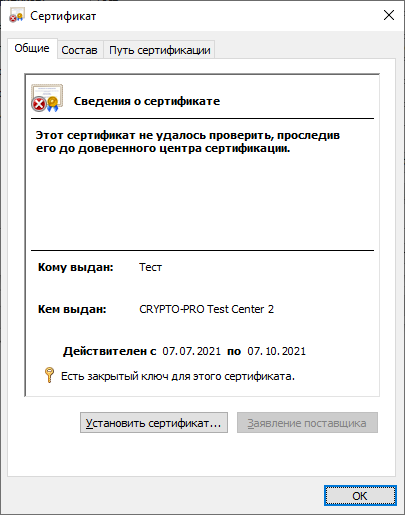 Сертификат
Общие Состав Путь сертификации
Сведения о сертификате
Этот сертификат не удалось проверить, проследив
его до доверенного центра сертификации.
Кому выдан: Тест
Кем выдан: CRYPTO-PRO Test Center 2
Действителен с 07.07.2021 по 07.10.2021
Есть закрытый ключ для этого сертификата.
Установить сертификат... Заявление поставщика
ОК